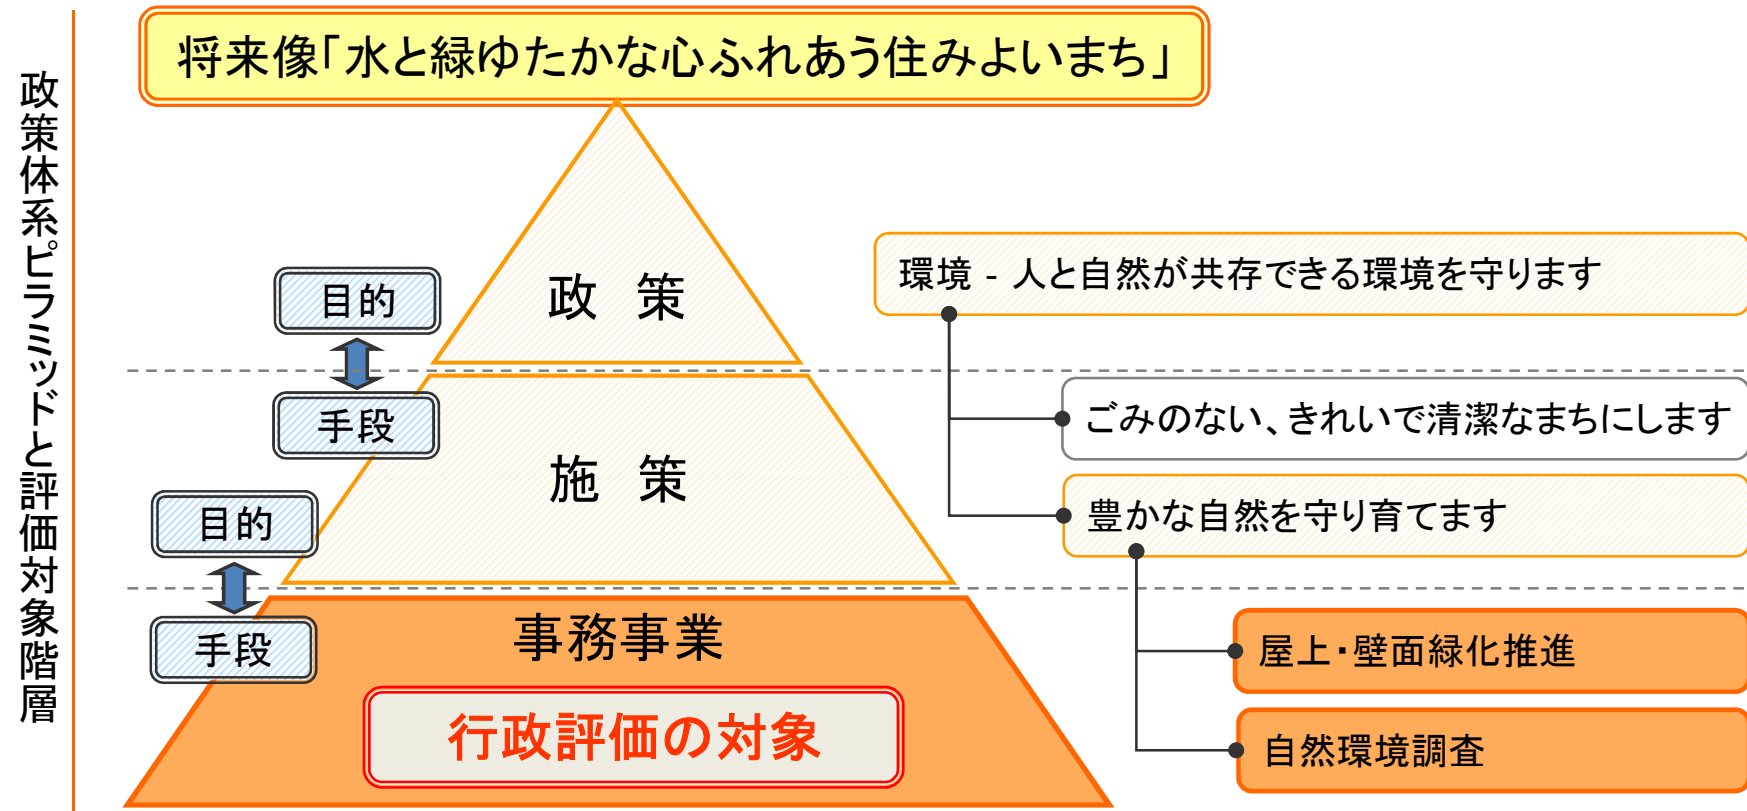 政策体系ピラミッドと評価対象階層
将来像「水と緑ゆたかな心ふれあう住みよいまち」
政 策
目的
手段
環境 - 人と自然が共存できる環境を守ります
施 策
ごみのない、きれいで清潔なまちにします
豊かな自然を守り育てます
目的
手段
事務事業
行政評価の対象
屋上・壁面緑化推進
自然環境調査